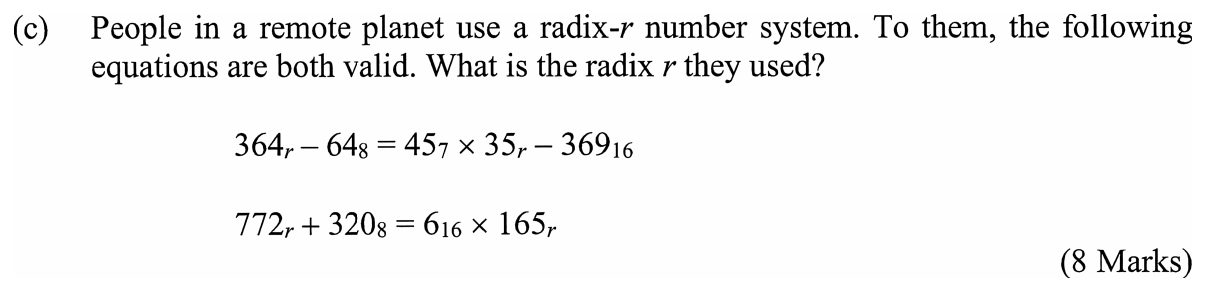 (c) People in a remote planet use a radix-r number system. To them, the following
equations are both valid. What is the radix r they used?
364ᵣ – 64₈ = 45₇ × 35ᵣ – 369₁₆
772ᵣ + 320₈ = 6₁₆ × 165ᵣ
(8 Marks)